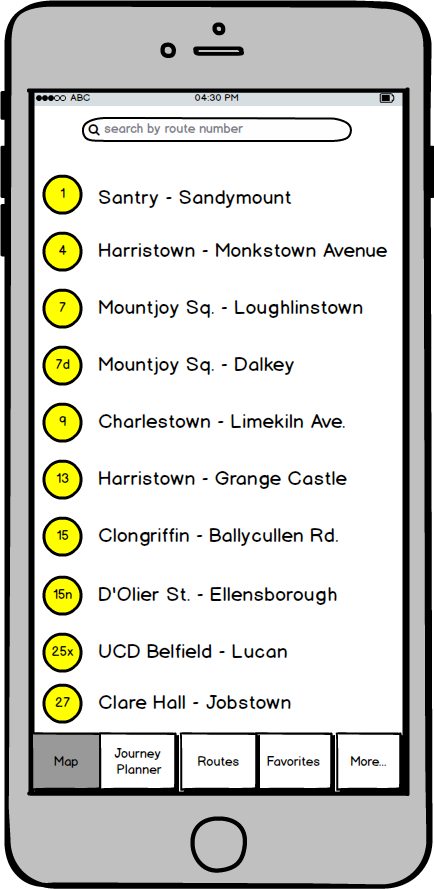 ABC 04:30 PM
search by route number
1 Santry - Sandymount
4 Harristown - Monkstown Avenue
7 Mountjoy Sq. - Loughlinstown
7d Mountjoy Sq. - Dalkey
9 Charlestown - Limekiln Ave.
13 Harristown - Grange Castle
15 Clongriffin - Ballycullen Rd.
15n D'Olier St. - Ellensborough
25x UCD Belfield - Lucan
27 Clare Hall - Jobstown
Map
Journey
Planner
Routes
Favorites
More...